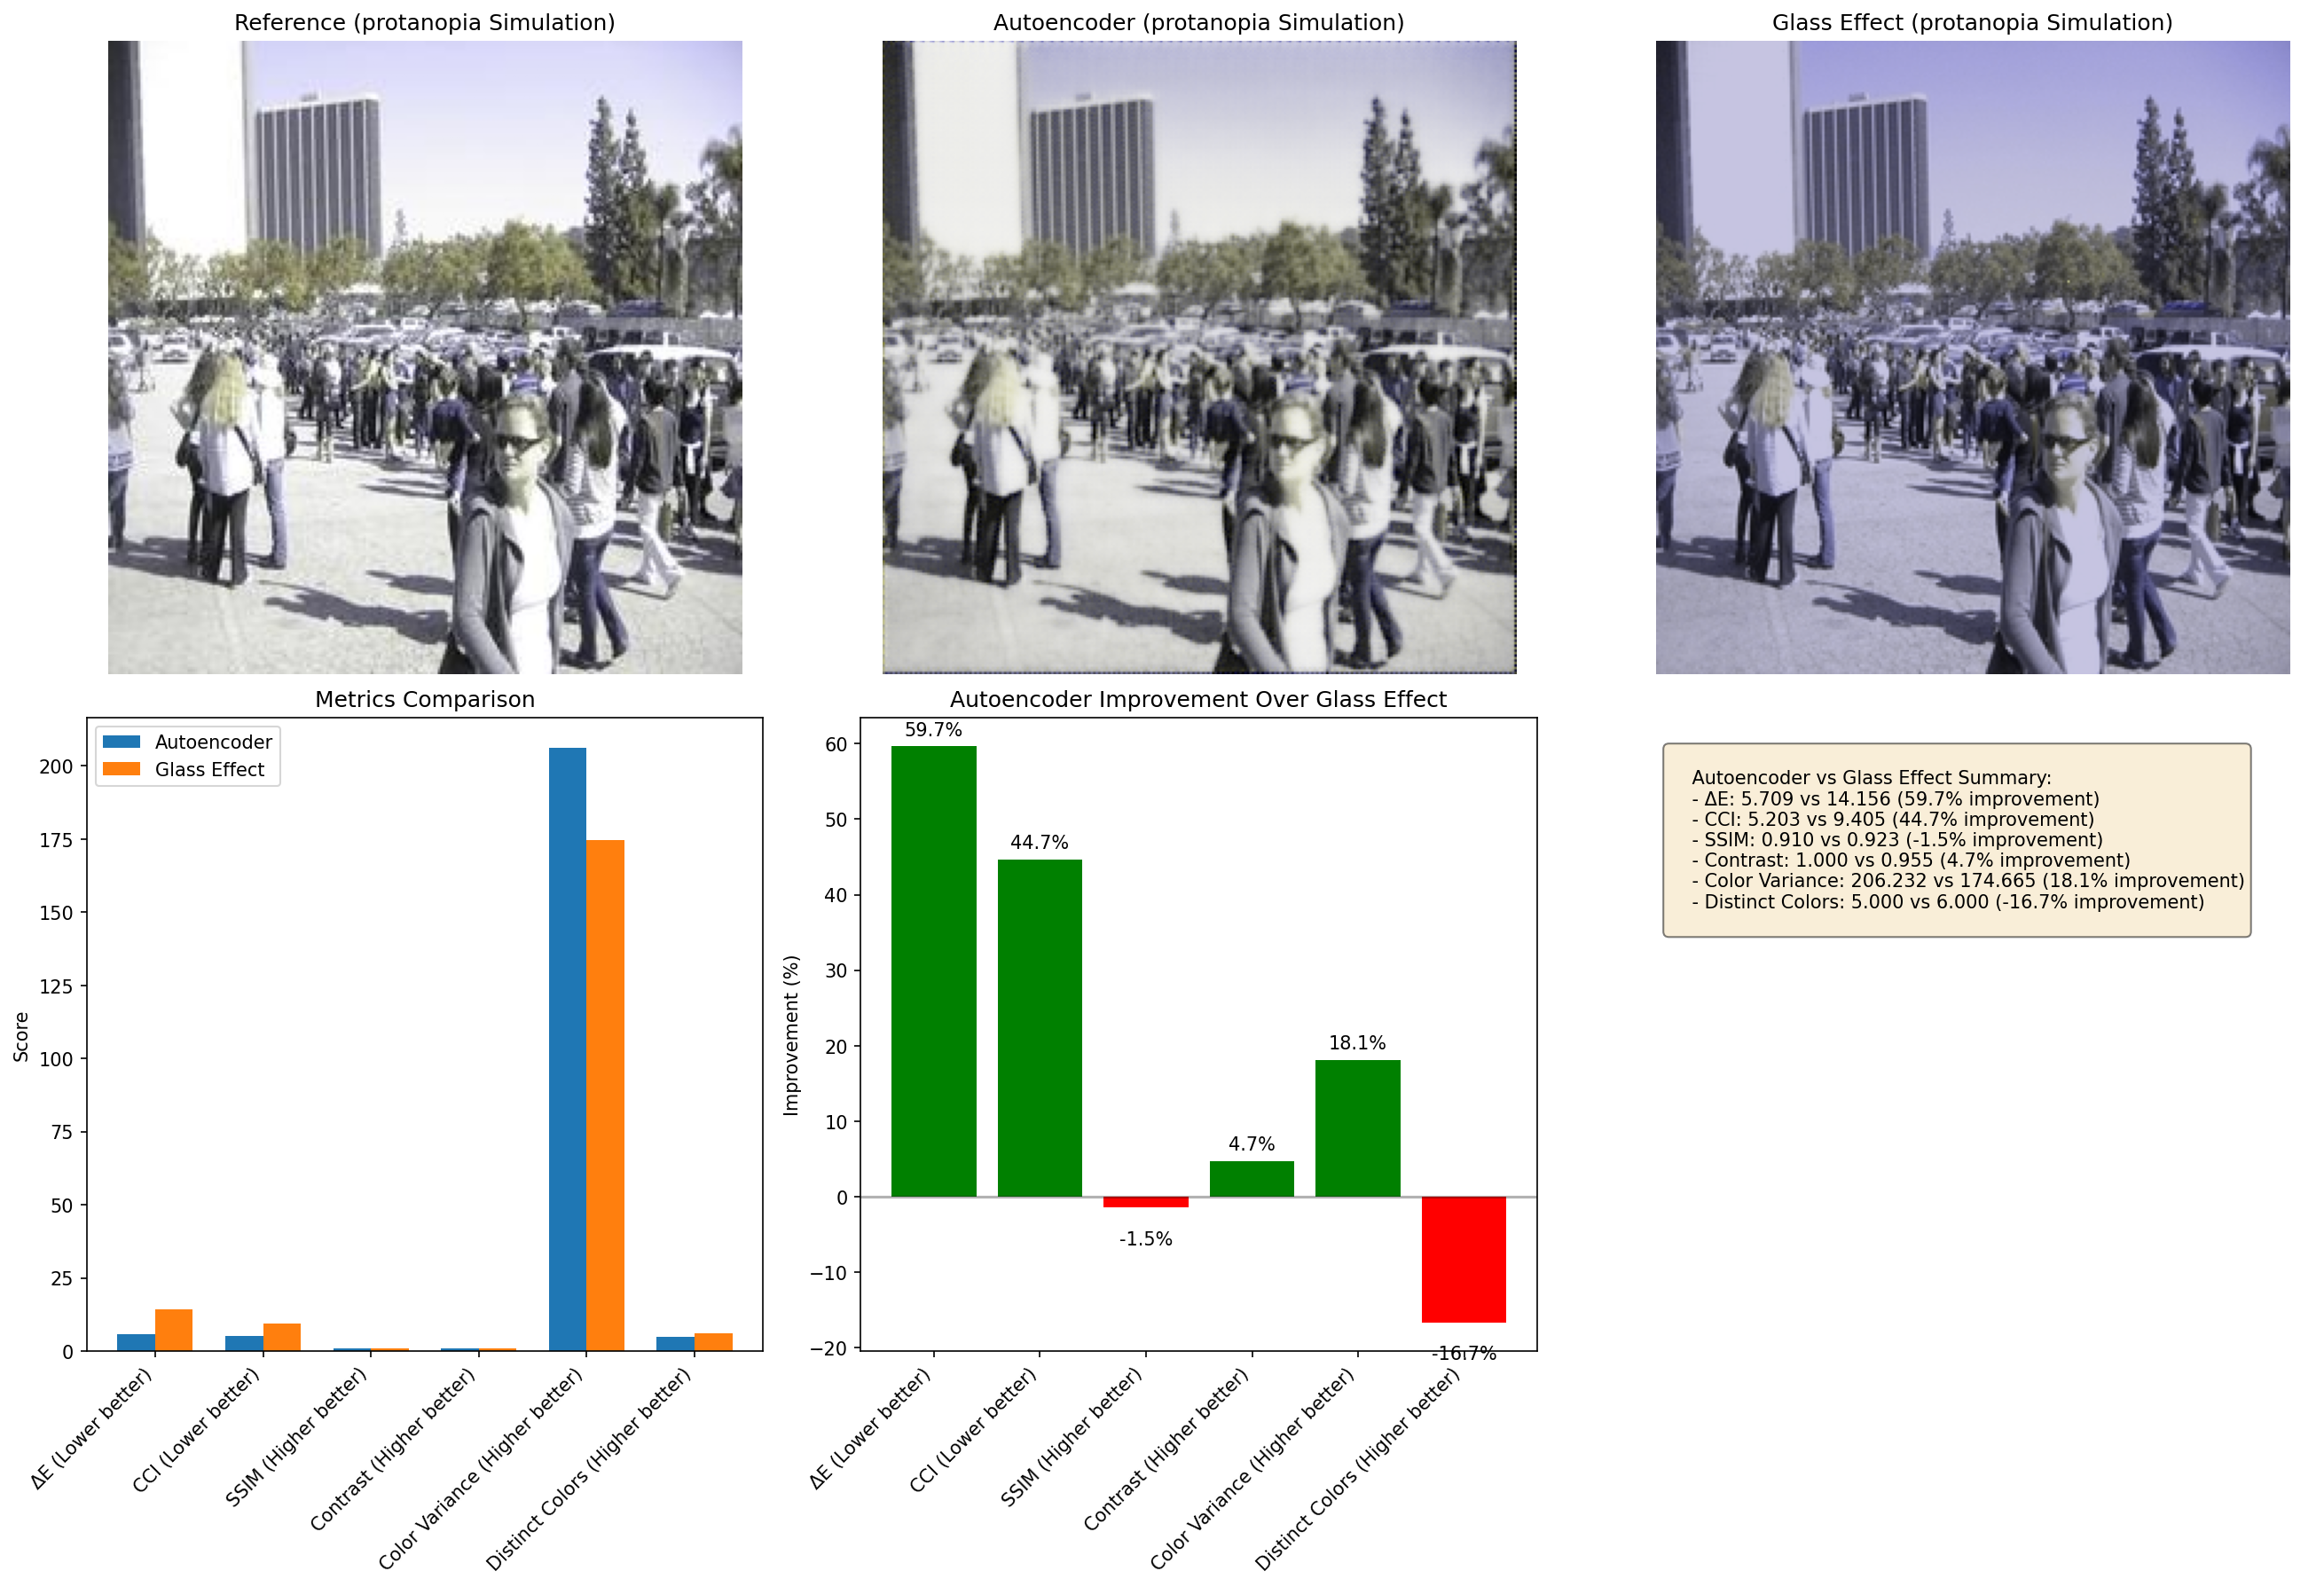 Reference (protanopia Simulation)
Autoencoder (protanopia Simulation)
Glass Effect (protanopia Simulation)
Metrics Comparison
Autoencoder
Glass Effect
Score
200
175
150
125
100
75
50
25
0
ΔE (Lower better)
CCI (Lower better)
SSIM (Higher better)
Contrast (Higher better)
Color Variance (Higher better)
Distinct Colors (Higher better)
Autoencoder Improvement Over Glass Effect
Improvement (%)
60
50
40
30
20
10
0
−10
−20
59.7%
44.7%
-1.5%
4.7%
18.1%
-16.7%
ΔE (Lower better)
CCI (Lower better)
SSIM (Higher better)
Contrast (Higher better)
Color Variance (Higher better)
Distinct Colors (Higher better)
Autoencoder vs Glass Effect Summary:
- ΔE: 5.709 vs 14.156 (59.7% improvement)
- CCI: 5.203 vs 9.405 (44.7% improvement)
- SSIM: 0.910 vs 0.923 (-1.5% improvement)
- Contrast: 1.000 vs 0.955 (4.7% improvement)
- Color Variance: 206.232 vs 174.665 (18.1% improvement)
- Distinct Colors: 5.000 vs 6.000 (-16.7% improvement)